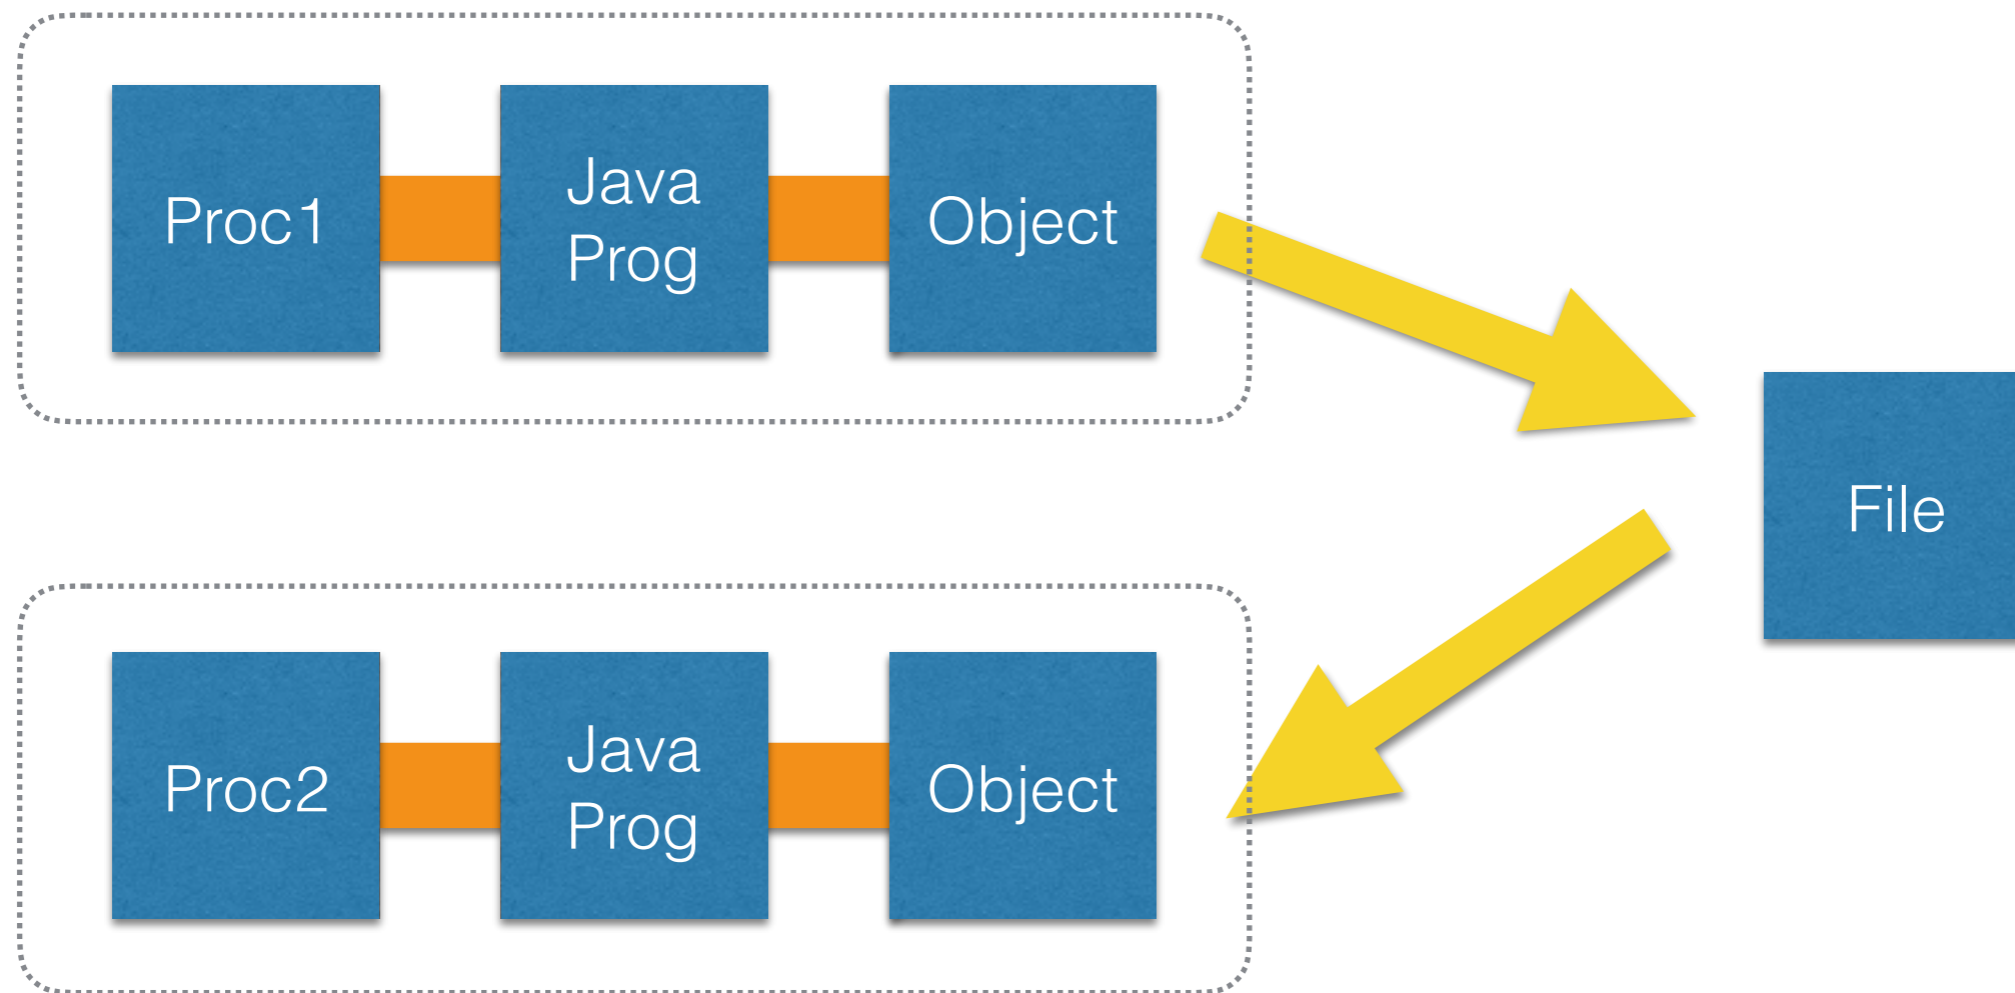 Proc1
Java
Prog
Object
File
Proc2
Java
Prog
Object